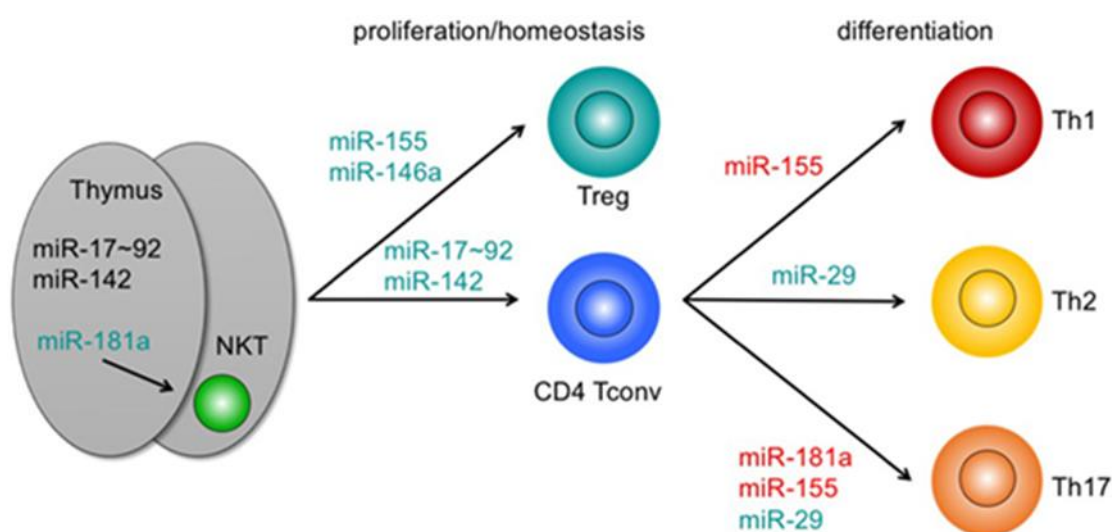 proliferation/homeostasis
differentiation
Thymus
miR-17~92
miR-142
miR-181a
NKT
miR-155
miR-146a
Treg
miR-17~92
miR-142
CD4 Tconv
miR-155
Th1
miR-29
Th2
miR-181a
miR-155
miR-29
Th17